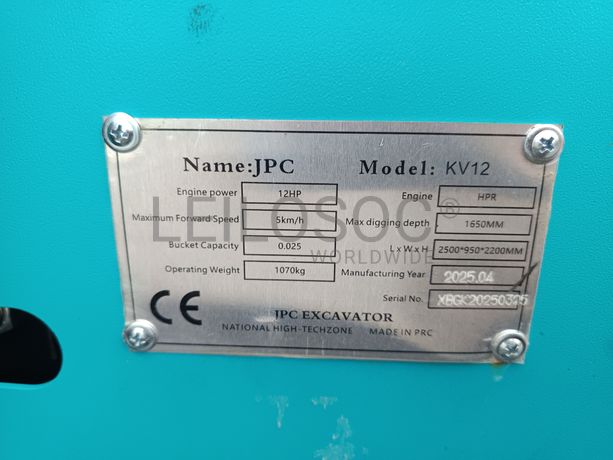 Name:JPC Model: KV12
Engine power 12HP Engine HPR
Maximum Forward Speed 5km/h Max digging depth 1650MM
Bucket Capacity 0.025 L x W x H 2500*950*2200MM
Operating Weight 1070kg Manufacturing Year 2025.04
Serial No.
CE
JPC EXCAVATOR
NATIONAL HIGH-TECHZONE MADE IN PRC
LEILOSOC®
WORLDWIDE